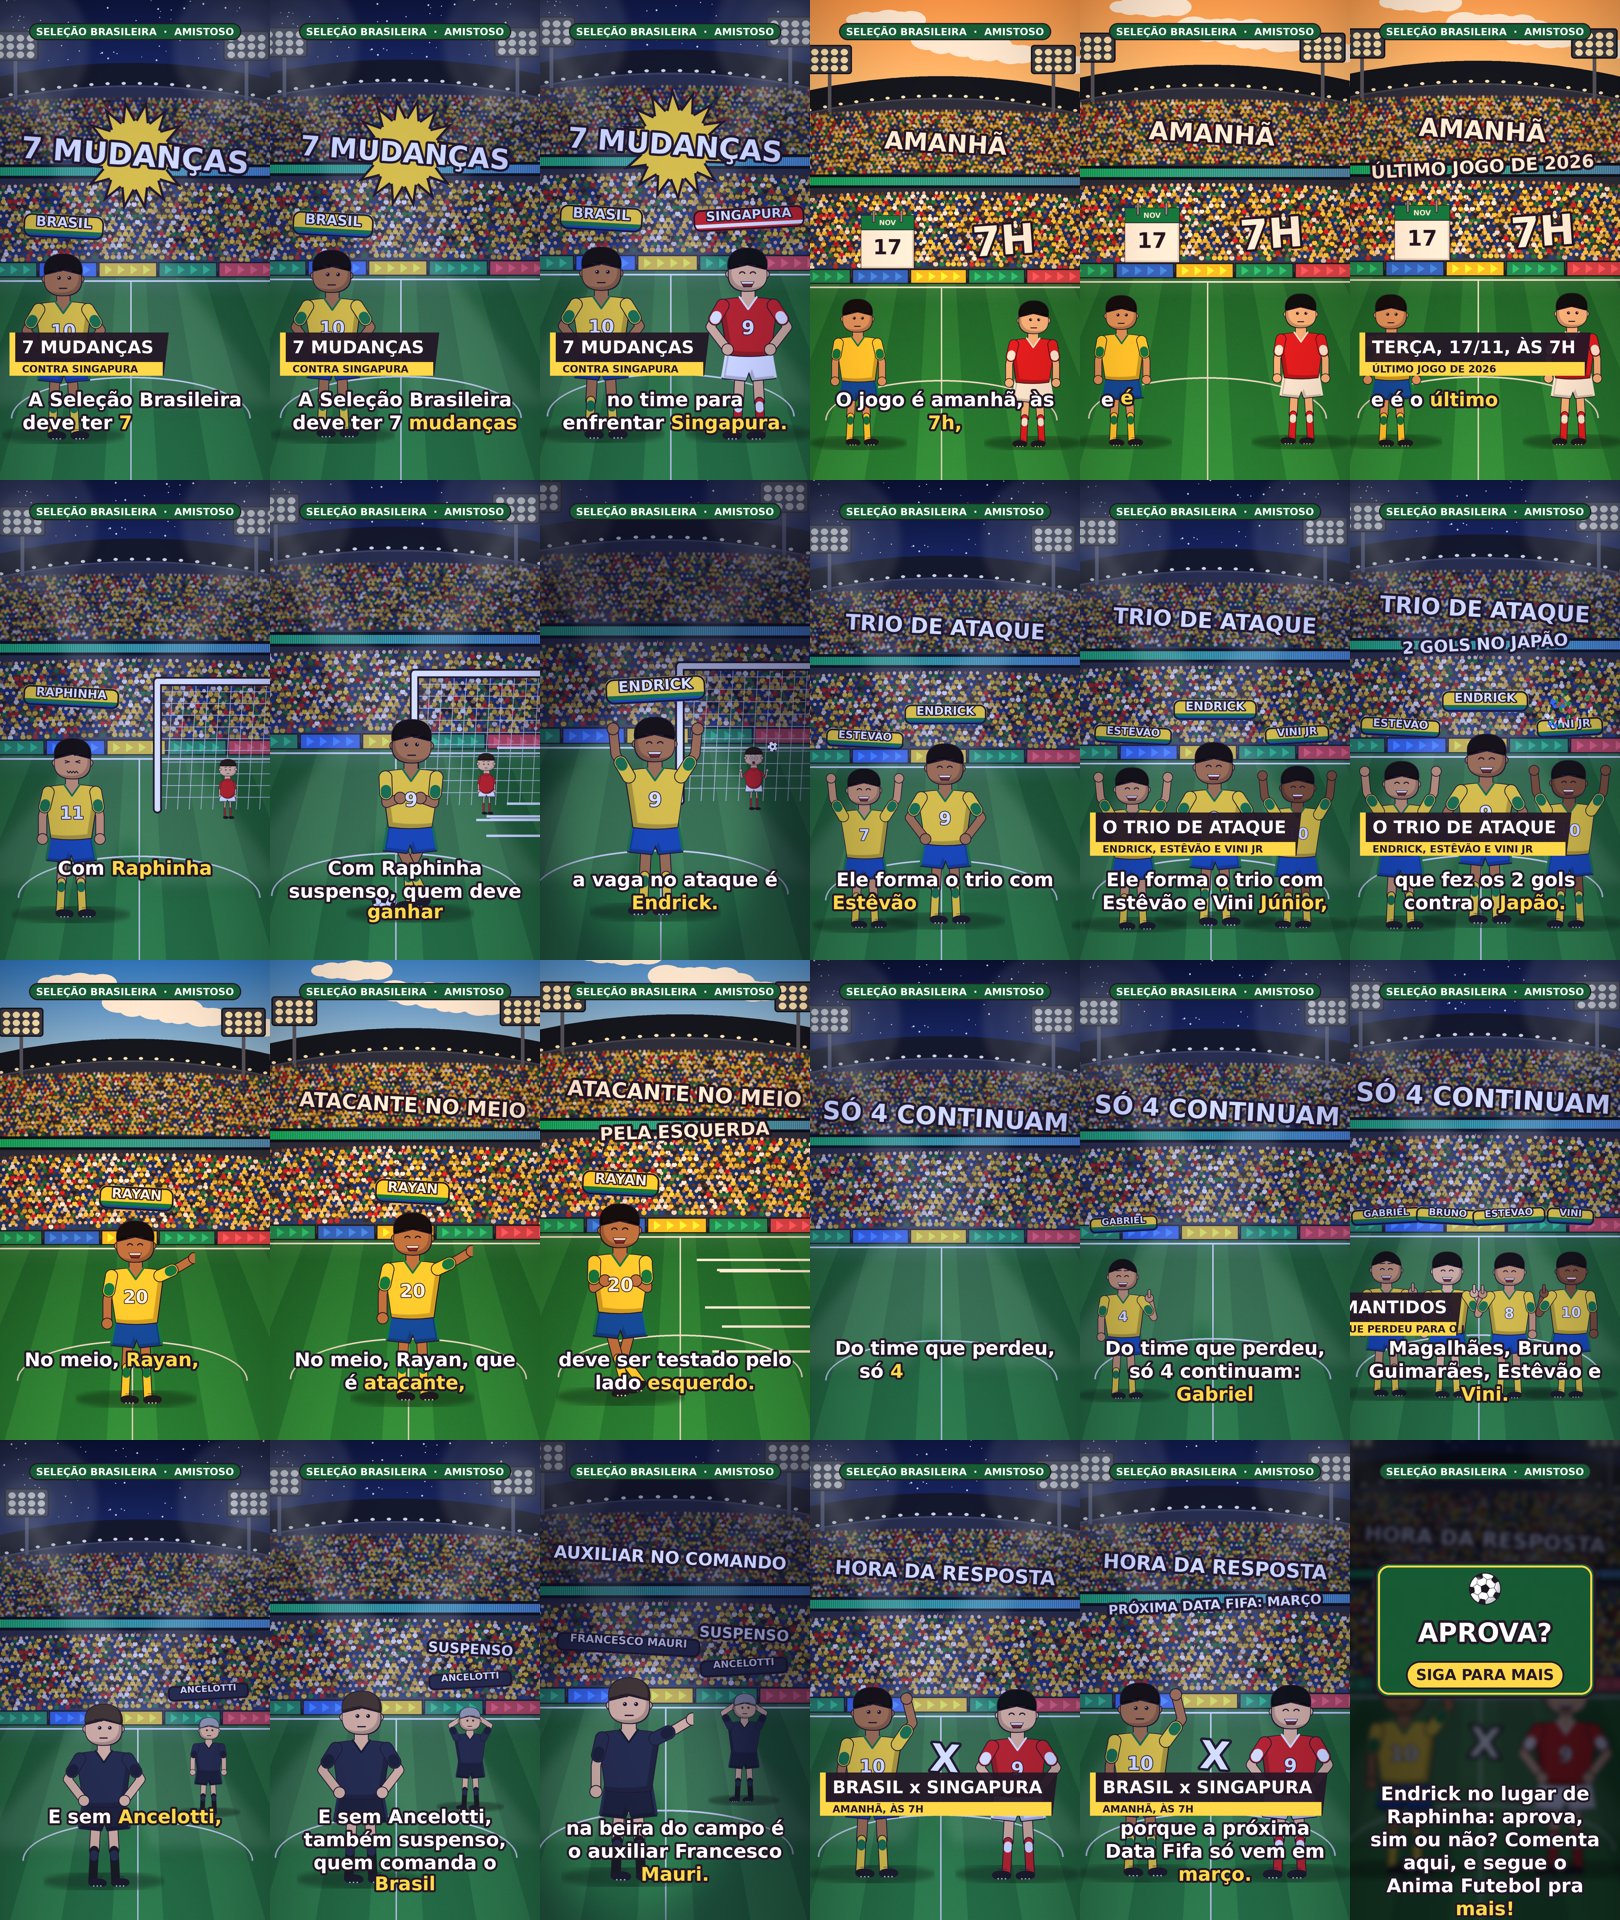 SELEÇÃO BRASILEIRA · AMISTOSO
7 MUDANÇAS
BRASIL
10
7 MUDANÇAS
CONTRA SINGAPURA
A Seleção Brasileira
deve ter 7
SELEÇÃO BRASILEIRA · AMISTOSO
7 MUDANÇAS
BRASIL
10
7 MUDANÇAS
CONTRA SINGAPURA
A Seleção Brasileira
deve ter 7 mudanças
SELEÇÃO BRASILEIRA · AMISTOSO
7 MUDANÇAS
BRASIL
SINGAPURA
10
9
7 MUDANÇAS
CONTRA SINGAPURA
no time para
enfrentar Singapura.
SELEÇÃO BRASILEIRA · AMISTOSO
AMANHÃ
NOV
17
7H
O jogo é amanhã, às
7h,
SELEÇÃO BRASILEIRA · AMISTOSO
AMANHÃ
NOV
17
7H
e é
SELEÇÃO BRASILEIRA · AMISTOSO
AMANHÃ
ÚLTIMO JOGO DE 2026
NOV
17
7H
TERÇA, 17/11, ÀS 7H
ÚLTIMO JOGO DE 2026
e é o último
SELEÇÃO BRASILEIRA · AMISTOSO
RAPHINHA
11
Com Raphinha
SELEÇÃO BRASILEIRA · AMISTOSO
9
Com Raphinha
suspenso, quem deve
ganhar
SELEÇÃO BRASILEIRA · AMISTOSO
ENDRICK
9
a vaga no ataque é
Endrick.
SELEÇÃO BRASILEIRA · AMISTOSO
TRIO DE ATAQUE
ENDRICK
ESTÊVÃO
7
9
Ele forma o trio com
Estêvão
SELEÇÃO BRASILEIRA · AMISTOSO
TRIO DE ATAQUE
ENDRICK
ESTÊVÃO
VINI JR
O TRIO DE ATAQUE
ENDRICK, ESTÊVÃO E VINI JR
Ele forma o trio com
Estêvão e Vini Júnior,
SELEÇÃO BRASILEIRA · AMISTOSO
TRIO DE ATAQUE
2 GOLS NO JAPÃO
ENDRICK
ESTÊVÃO
VINI JR
O TRIO DE ATAQUE
ENDRICK, ESTÊVÃO E VINI JR
que fez os 2 gols
contra o Japão.
SELEÇÃO BRASILEIRA · AMISTOSO
RAYAN
20
No meio, Rayan,
SELEÇÃO BRASILEIRA · AMISTOSO
ATACANTE NO MEIO
RAYAN
20
No meio, Rayan, que
é atacante,
SELEÇÃO BRASILEIRA · AMISTOSO
ATACANTE NO MEIO
PELA ESQUERDA
RAYAN
20
deve ser testado pelo
lado esquerdo.
SELEÇÃO BRASILEIRA · AMISTOSO
SÓ 4 CONTINUAM
Do time que perdeu,
só 4
SELEÇÃO BRASILEIRA · AMISTOSO
SÓ 4 CONTINUAM
GABRIEL
4
Do time que perdeu,
só 4 continuam:
Gabriel
SELEÇÃO BRASILEIRA · AMISTOSO
SÓ 4 CONTINUAM
GABRIEL
BRUNO
ESTÊVÃO
VINI
8
10
MANTIDOS
UE PERDEU PARA O
Magalhães, Bruno
Guimarães, Estêvão e
Vini.
SELEÇÃO BRASILEIRA · AMISTOSO
ANCELOTTI
E sem Ancelotti,
SELEÇÃO BRASILEIRA · AMISTOSO
SUSPENSO
ANCELOTTI
E sem Ancelotti,
também suspenso,
quem comanda o
Brasil
SELEÇÃO BRASILEIRA · AMISTOSO
AUXILIAR NO COMANDO
FRANCESCO MAURI
SUSPENSO
ANCELOTTI
na beira do campo é
o auxiliar Francesco
Mauri.
SELEÇÃO BRASILEIRA · AMISTOSO
HORA DA RESPOSTA
10
X
9
BRASIL x SINGAPURA
AMANHÃ, ÀS 7H
SELEÇÃO BRASILEIRA · AMISTOSO
HORA DA RESPOSTA
PRÓXIMA DATA FIFA: MARÇO
10
X
9
BRASIL x SINGAPURA
AMANHÃ, ÀS 7H
porque a próxima
Data Fifa só vem em
março.
SELEÇÃO BRASILEIRA · AMISTOSO
HORA DA RESPOSTA
APROVA?
SIGA PARA MAIS
X
Endrick no lugar de
Raphinha: aprova,
sim ou não? Comenta
aqui, e segue o
Anima Futebol pra
mais!